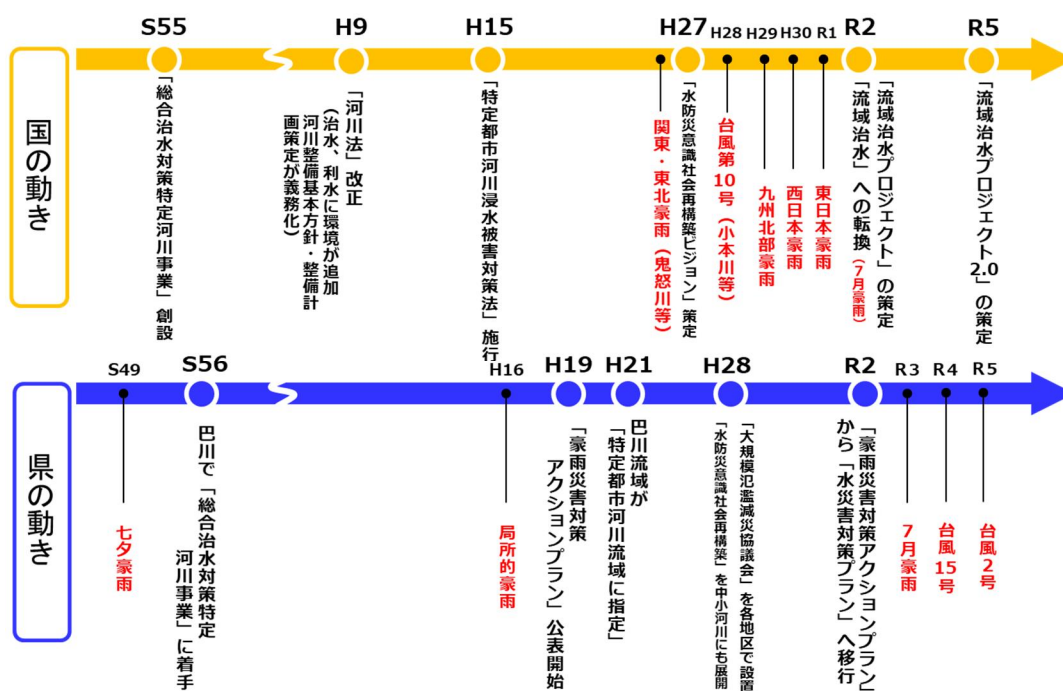 国の動き
S55
「総合治水対策特定河川事業」創設
H9
「河川法」改正
(治水、利水に環境が追加
河川整備基本方針・整備計
画策定が義務化)
H15
「特定都市河川浸水被害対策法」施行
関東・東北豪雨(鬼怒川等)
H27
「水防災意識社会再構築ビジョン」策定
H28
台風第10号(小本川等)
H29
九州北部豪雨
H30
西日本豪雨
R1
東日本豪雨
R2
「流域治水プロジェクト」の策定
「流域治水」への転換(7月豪雨)
R5
「流域治水プロジェクト2.0」の策定
県の動き
S49
七夕豪雨
S56
巴川で「総合治水対策特定
河川事業」に着手
H16
局所的豪雨
H19
「豪雨災害対策
アクションプラン」公表開始
H21
巴川流域が
「特定都市河川流域に指定」
H28
「大規模氾濫減災協議会」を各地区で設置
「水防災意識社会再構築」を中小河川にも展開
R2
「豪雨災害対策アクションプラン」
から「水災害対策プラン」へ移行
R3
7月豪雨
R4
台風15号
R5
台風2号